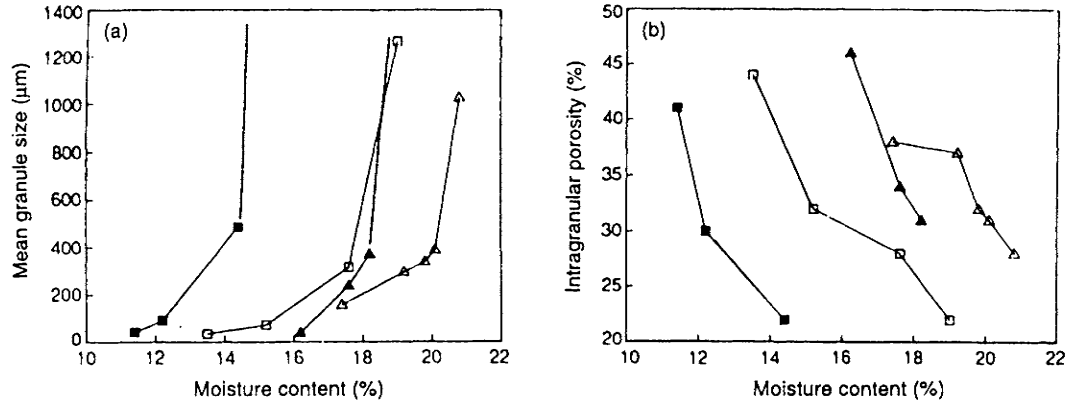 (a)
Mean granule size (μm)
1400
1200
1000
800
600
400
200
0
10 12 14 16 18 20 22
Moisture content (%)
(b)
Intragranular porosity (%)
50
45
40
35
30
25
20
10 12 14 16 18 20 22
Moisture content (%)